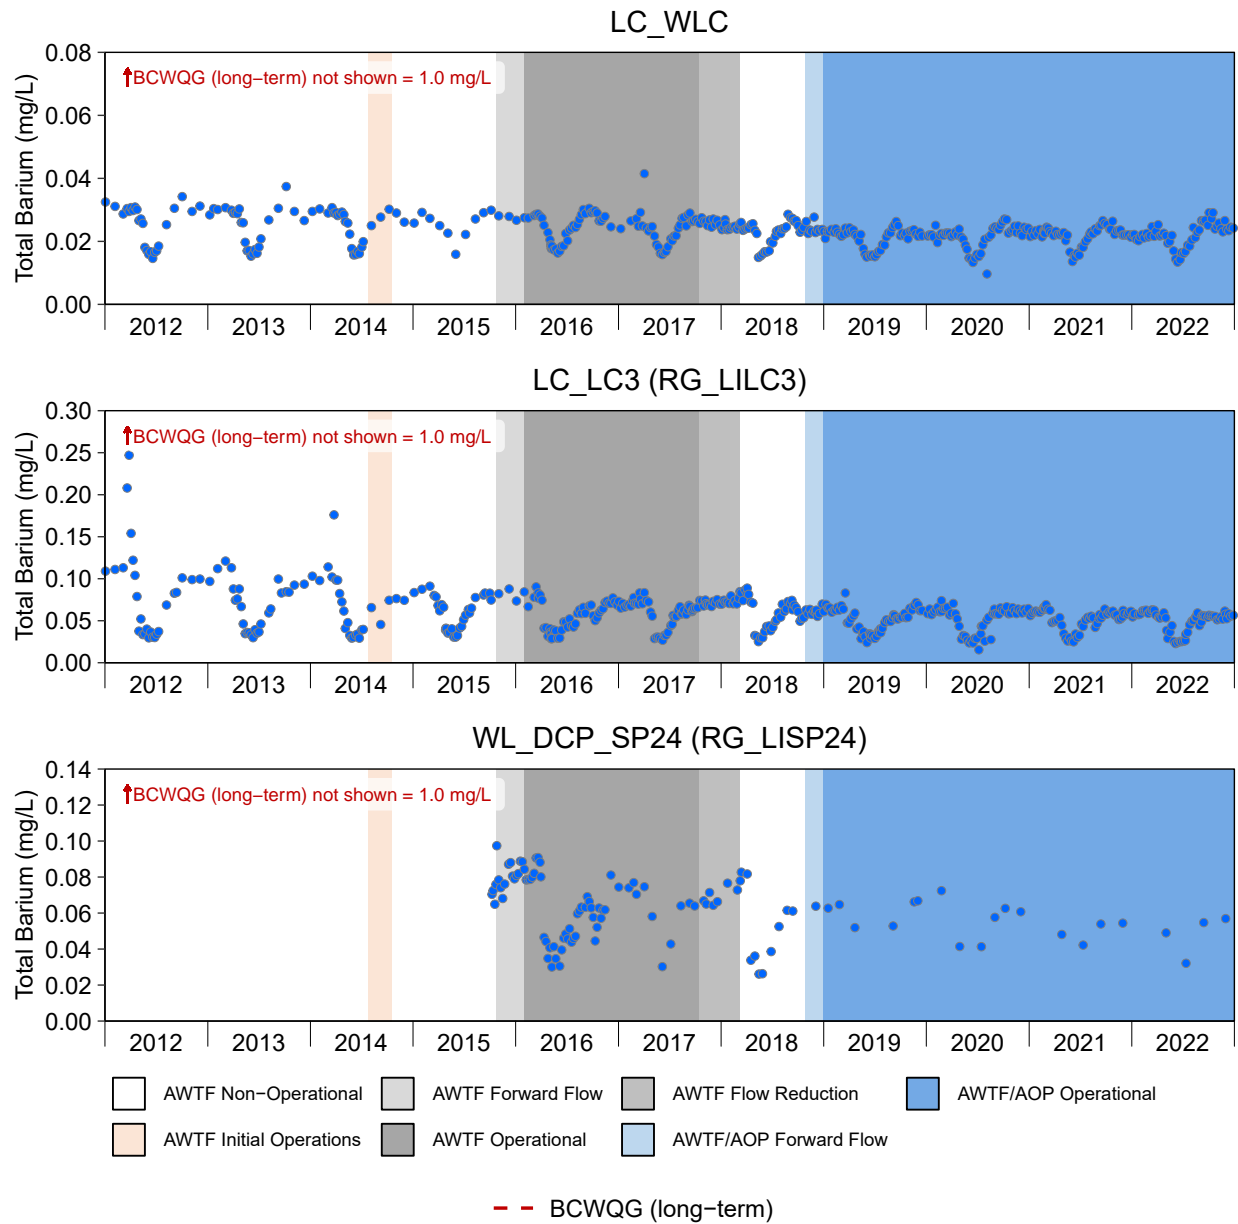 LC_WLC
Total Barium (mg/L)
0.08
0.06
0.04
0.02
0.00
BCWQG (long−term) not shown = 1.0 mg/L
2012 2013 2014 2015 2016 2017 2018 2019 2020 2021 2022
LC_LC3 (RG_LILC3)
Total Barium (mg/L)
0.30
0.25
0.20
0.15
0.10
0.05
0.00
BCWQG (long−term) not shown = 1.0 mg/L
2012 2013 2014 2015 2016 2017 2018 2019 2020 2021 2022
WL_DCP_SP24 (RG_LISP24)
Total Barium (mg/L)
0.14
0.12
0.10
0.08
0.06
0.04
0.02
0.00
BCWQG (long−term) not shown = 1.0 mg/L
2012 2013 2014 2015 2016 2017 2018 2019 2020 2021 2022
AWTF Non−Operational AWTF Forward Flow AWTF Flow Reduction AWTF/AOP Operational
AWTF Initial Operations AWTF Operational AWTF/AOP Forward Flow
BCWQG (long−term)